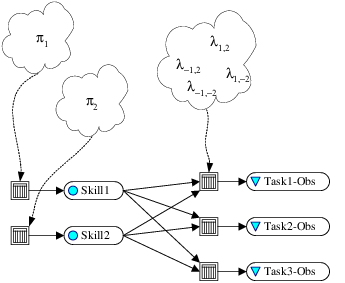 π1
λ1,2
λ−1,2
λ1,−2
λ−1,−2
π2
Skill1
Task1-Obs
Skill2
Task2-Obs
Task3-Obs